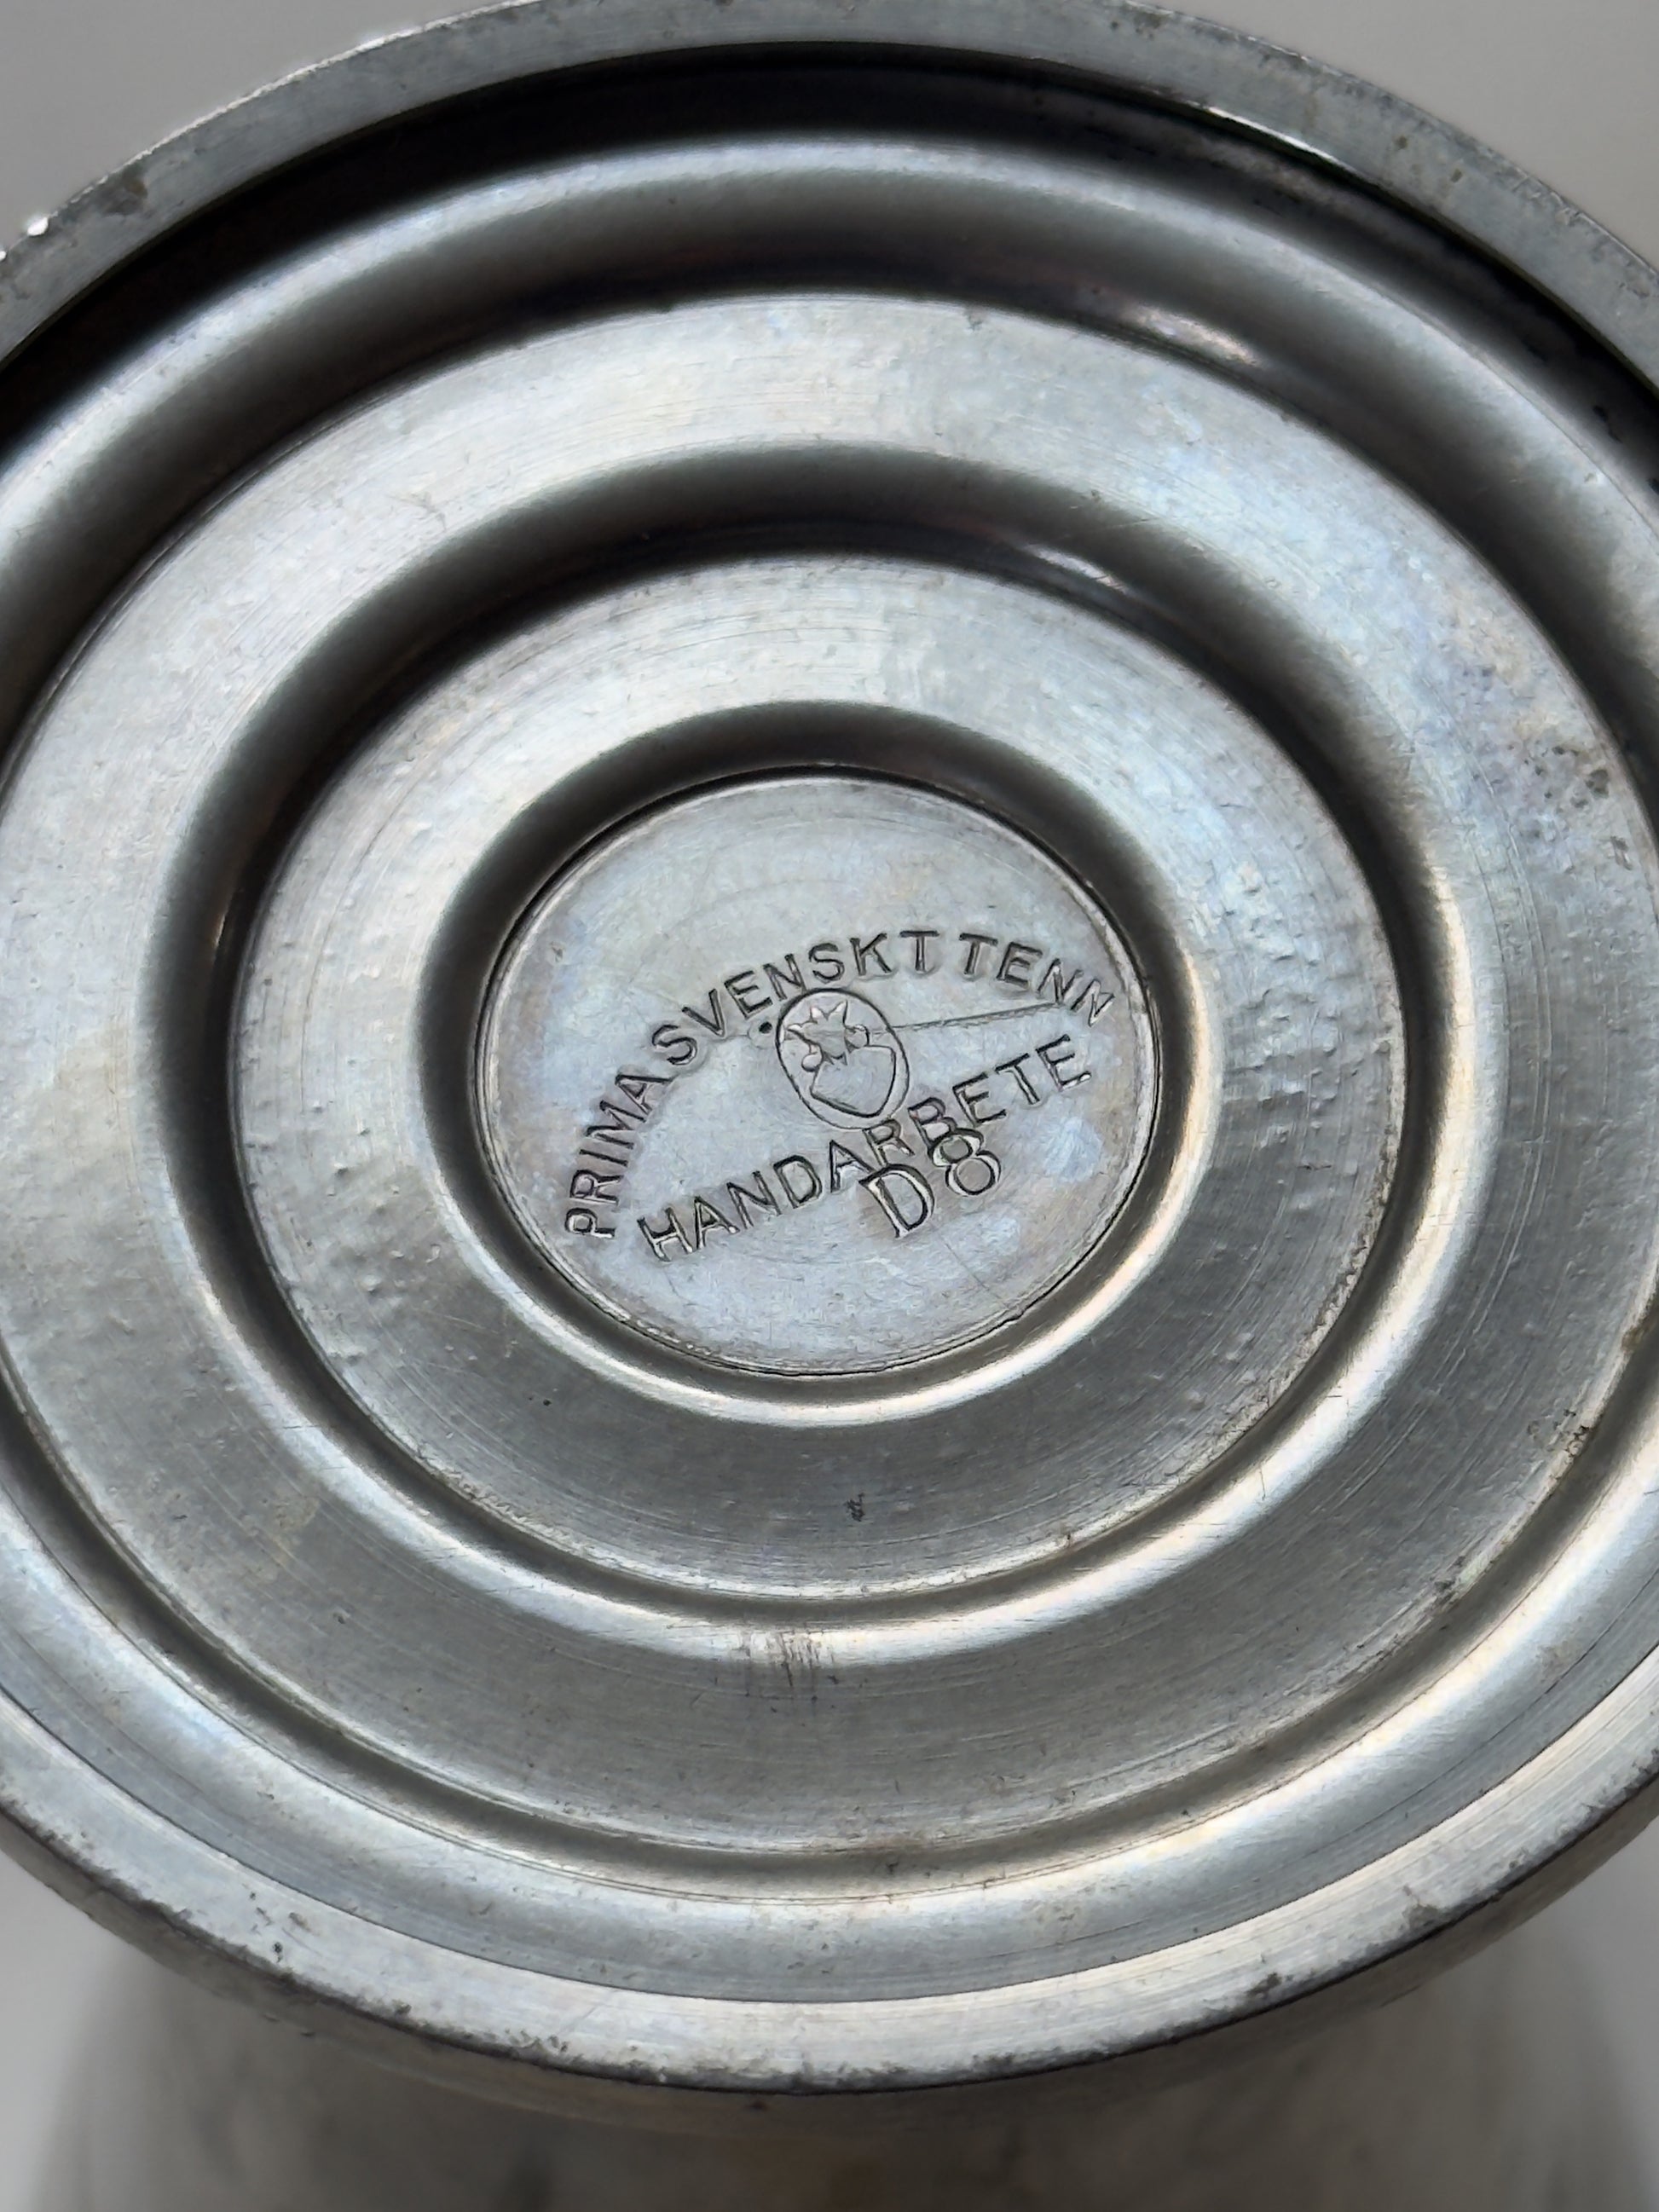 PRIMA SVENSKT TENN
HANDARBETE
D8